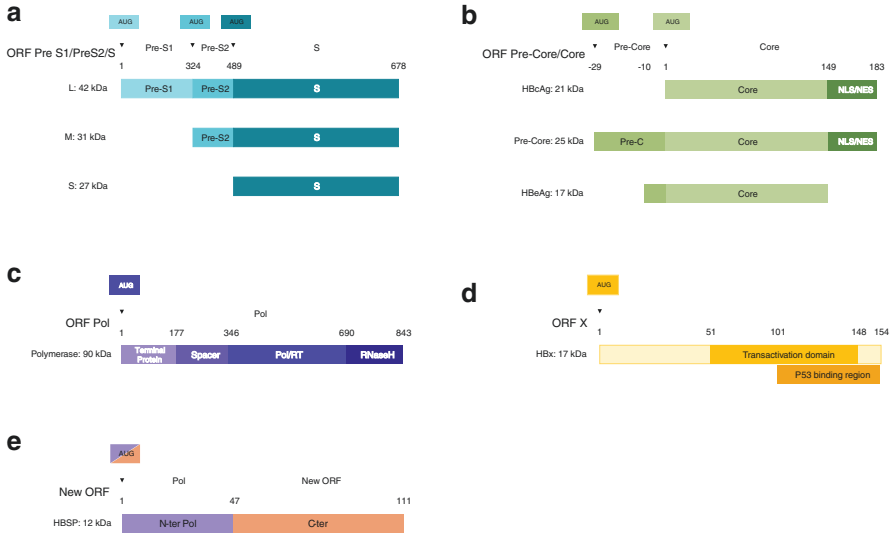 a
AUG AUG AUG
ORF Pre S1/PreS2/S Pre-S1 Pre-S2 S
1 324 489 678
L: 42 kDa Pre-S1 Pre-S2 S
M: 31 kDa Pre-S2 S
S: 27 kDa S
b
AUG AUG
ORF Pre-Core/Core Pre-Core Core
-29 -10 1 149 183
HBcAg: 21 kDa Core NLS/NES
Pre-Core: 25 kDa Pre-C Core NLS/NES
HBeAg: 17 kDa Core
c
AUG
ORF Pol Pol
1 177 346 690 843
Polymerase: 90 kDa Terminal Protein Spacer Pol/RT RNaseH
d
AUG
ORF X
1 51 101 148 154
HBx: 17 kDa Transactivation domain
P53 binding region
e
AUG
New ORF Pol New ORF
1 47 111
HBSP: 12 kDa N-ter Pol C-ter